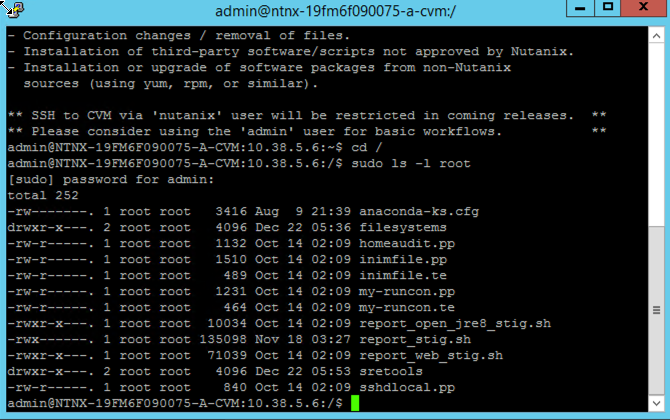 admin@ntnx-19fm6f090075-a-cvm:/
- Configuration changes / removal of files.
- Installation of third-party software/scripts not approved by Nutanix.
- Installation or upgrade of software packages from non-Nutanix
  sources (using yum, rpm, or similar).
** SSH to CVM via 'nutanix' user will be restricted in coming releases.  **
** Please consider using the 'admin' user for basic workflows.           **
admin@NTNX-19FM6F090075-A-CVM:10.38.5.6:~$ cd /
admin@NTNX-19FM6F090075-A-CVM:10.38.5.6:/$ sudo ls -l root
[sudo] password for admin:
total 252
-rw-------. 1 root root   3416 Aug  9 21:39 anaconda-ks.cfg
drwxr-x---. 2 root root   4096 Dec 22 05:36 filesystems
-rw-r-----. 1 root root   1132 Oct 14 02:09 homeaudit.pp
-rw-r-----. 1 root root   1510 Oct 14 02:09 inimfile.pp
-rw-r-----. 1 root root    489 Oct 14 02:09 inimfile.te
-rw-r-----. 1 root root   1231 Oct 14 02:09 my-runcon.pp
-rw-r-----. 1 root root    464 Oct 14 02:09 my-runcon.te
-rwxr-x---. 1 root root  10034 Oct 14 02:09 report_open_jre8_stig.sh
-rwx------. 1 root root 135098 Nov 18 03:27 report_stig.sh
-rwxr-x---. 1 root root  71039 Oct 14 02:09 report_web_stig.sh
drwxr-x---. 2 root root   4096 Dec 22 05:53 sretools
-rw-r-----. 1 root root    840 Oct 14 02:09 sshdlocal.pp
admin@NTNX-19FM6F090075-A-CVM:10.38.5.6:/$